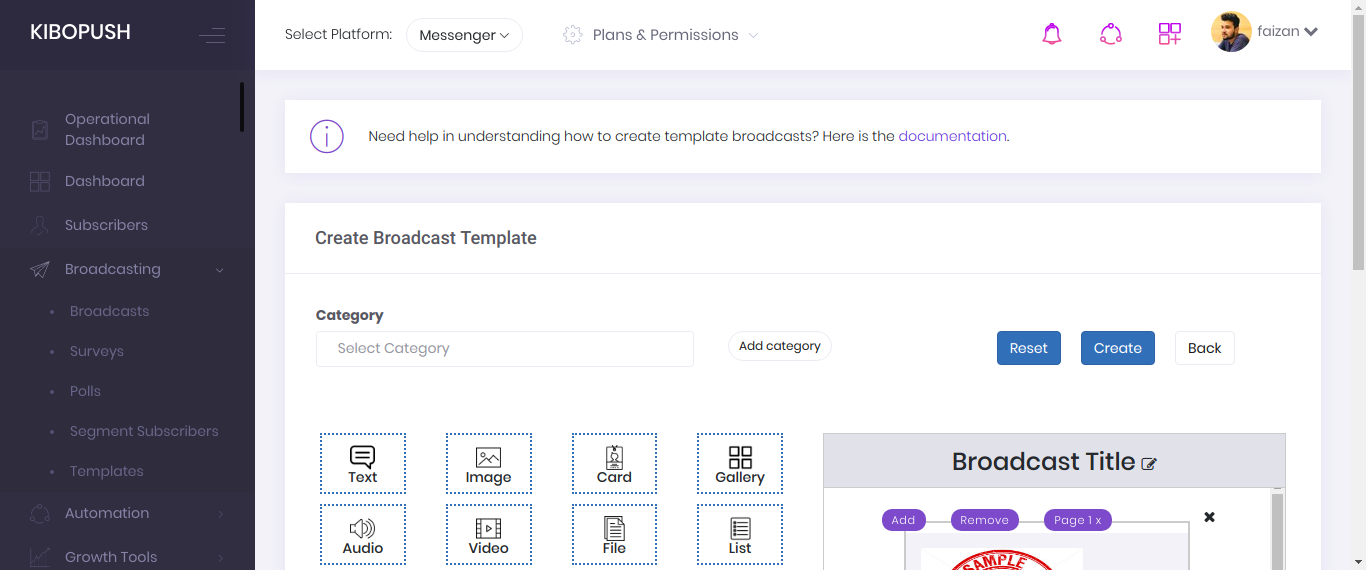 KIBOPUSH
Select Platform: Messenger Plans & Permissions faizan
Operational
Dashboard
Dashboard
Subscribers
Broadcasting
Broadcasts
Surveys
Polls
Segment Subscribers
Templates
Automation
Growth Tools
Need help in understanding how to create template broadcasts? Here is the documentation.
Create Broadcast Template
Category
Select Category Add category Reset Create Back
Text Image Card Gallery
Audio Video File List
Broadcast Title
Add Remove Page 1 x
SAMPLE